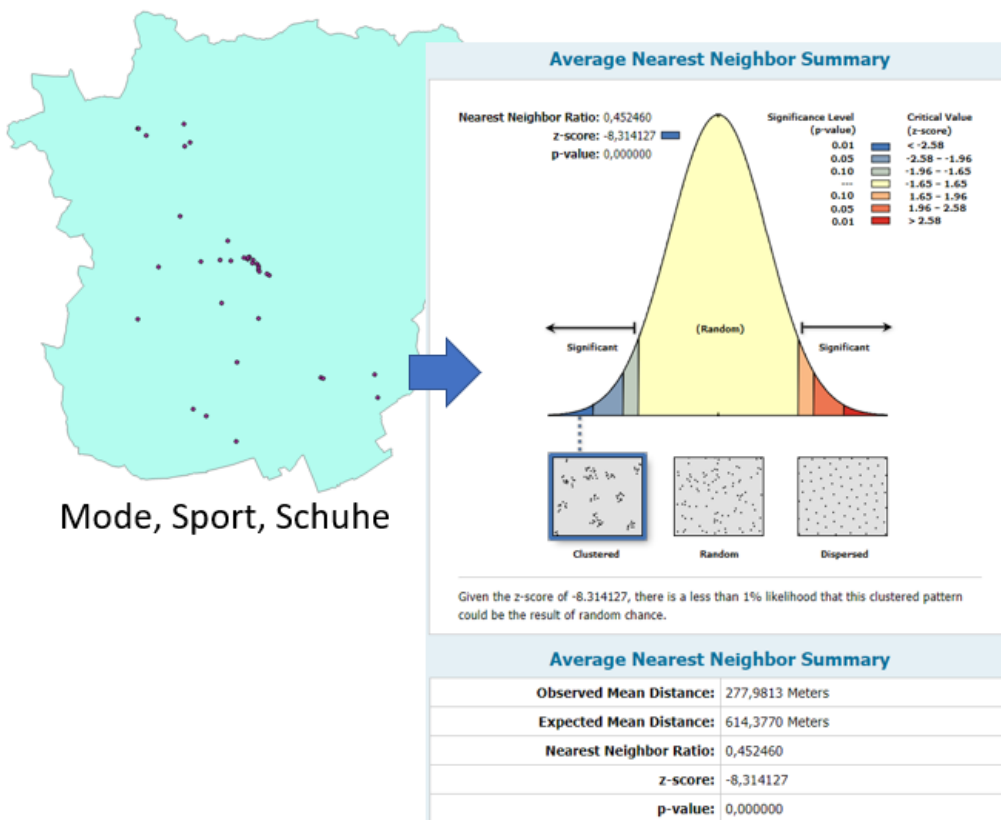 Average Nearest Neighbor Summary
Nearest Neighbor Ratio: 0,452460
z-score: -8,314127
p-value: 0,000000
Significance Level
(p-value)
Critical Value
(z-score)
0.01 < -2.58
0.05 -2.58 – -1.96
0.10 -1.96 – -1.65
--- -1.65 – 1.65
0.10 1.65 – 1.96
0.05 1.96 – 2.58
0.01 > 2.58
(Random)
Significant
Significant
Mode, Sport, Schuhe
Clustered
Random
Dispersed
Given the z-score of -8.314127, there is a less than 1% likelihood that this clustered pattern
could be the result of random chance.
Average Nearest Neighbor Summary
Observed Mean Distance: 277,9813 Meters
Expected Mean Distance: 614,3770 Meters
Nearest Neighbor Ratio: 0,452460
z-score: -8,314127
p-value: 0,000000